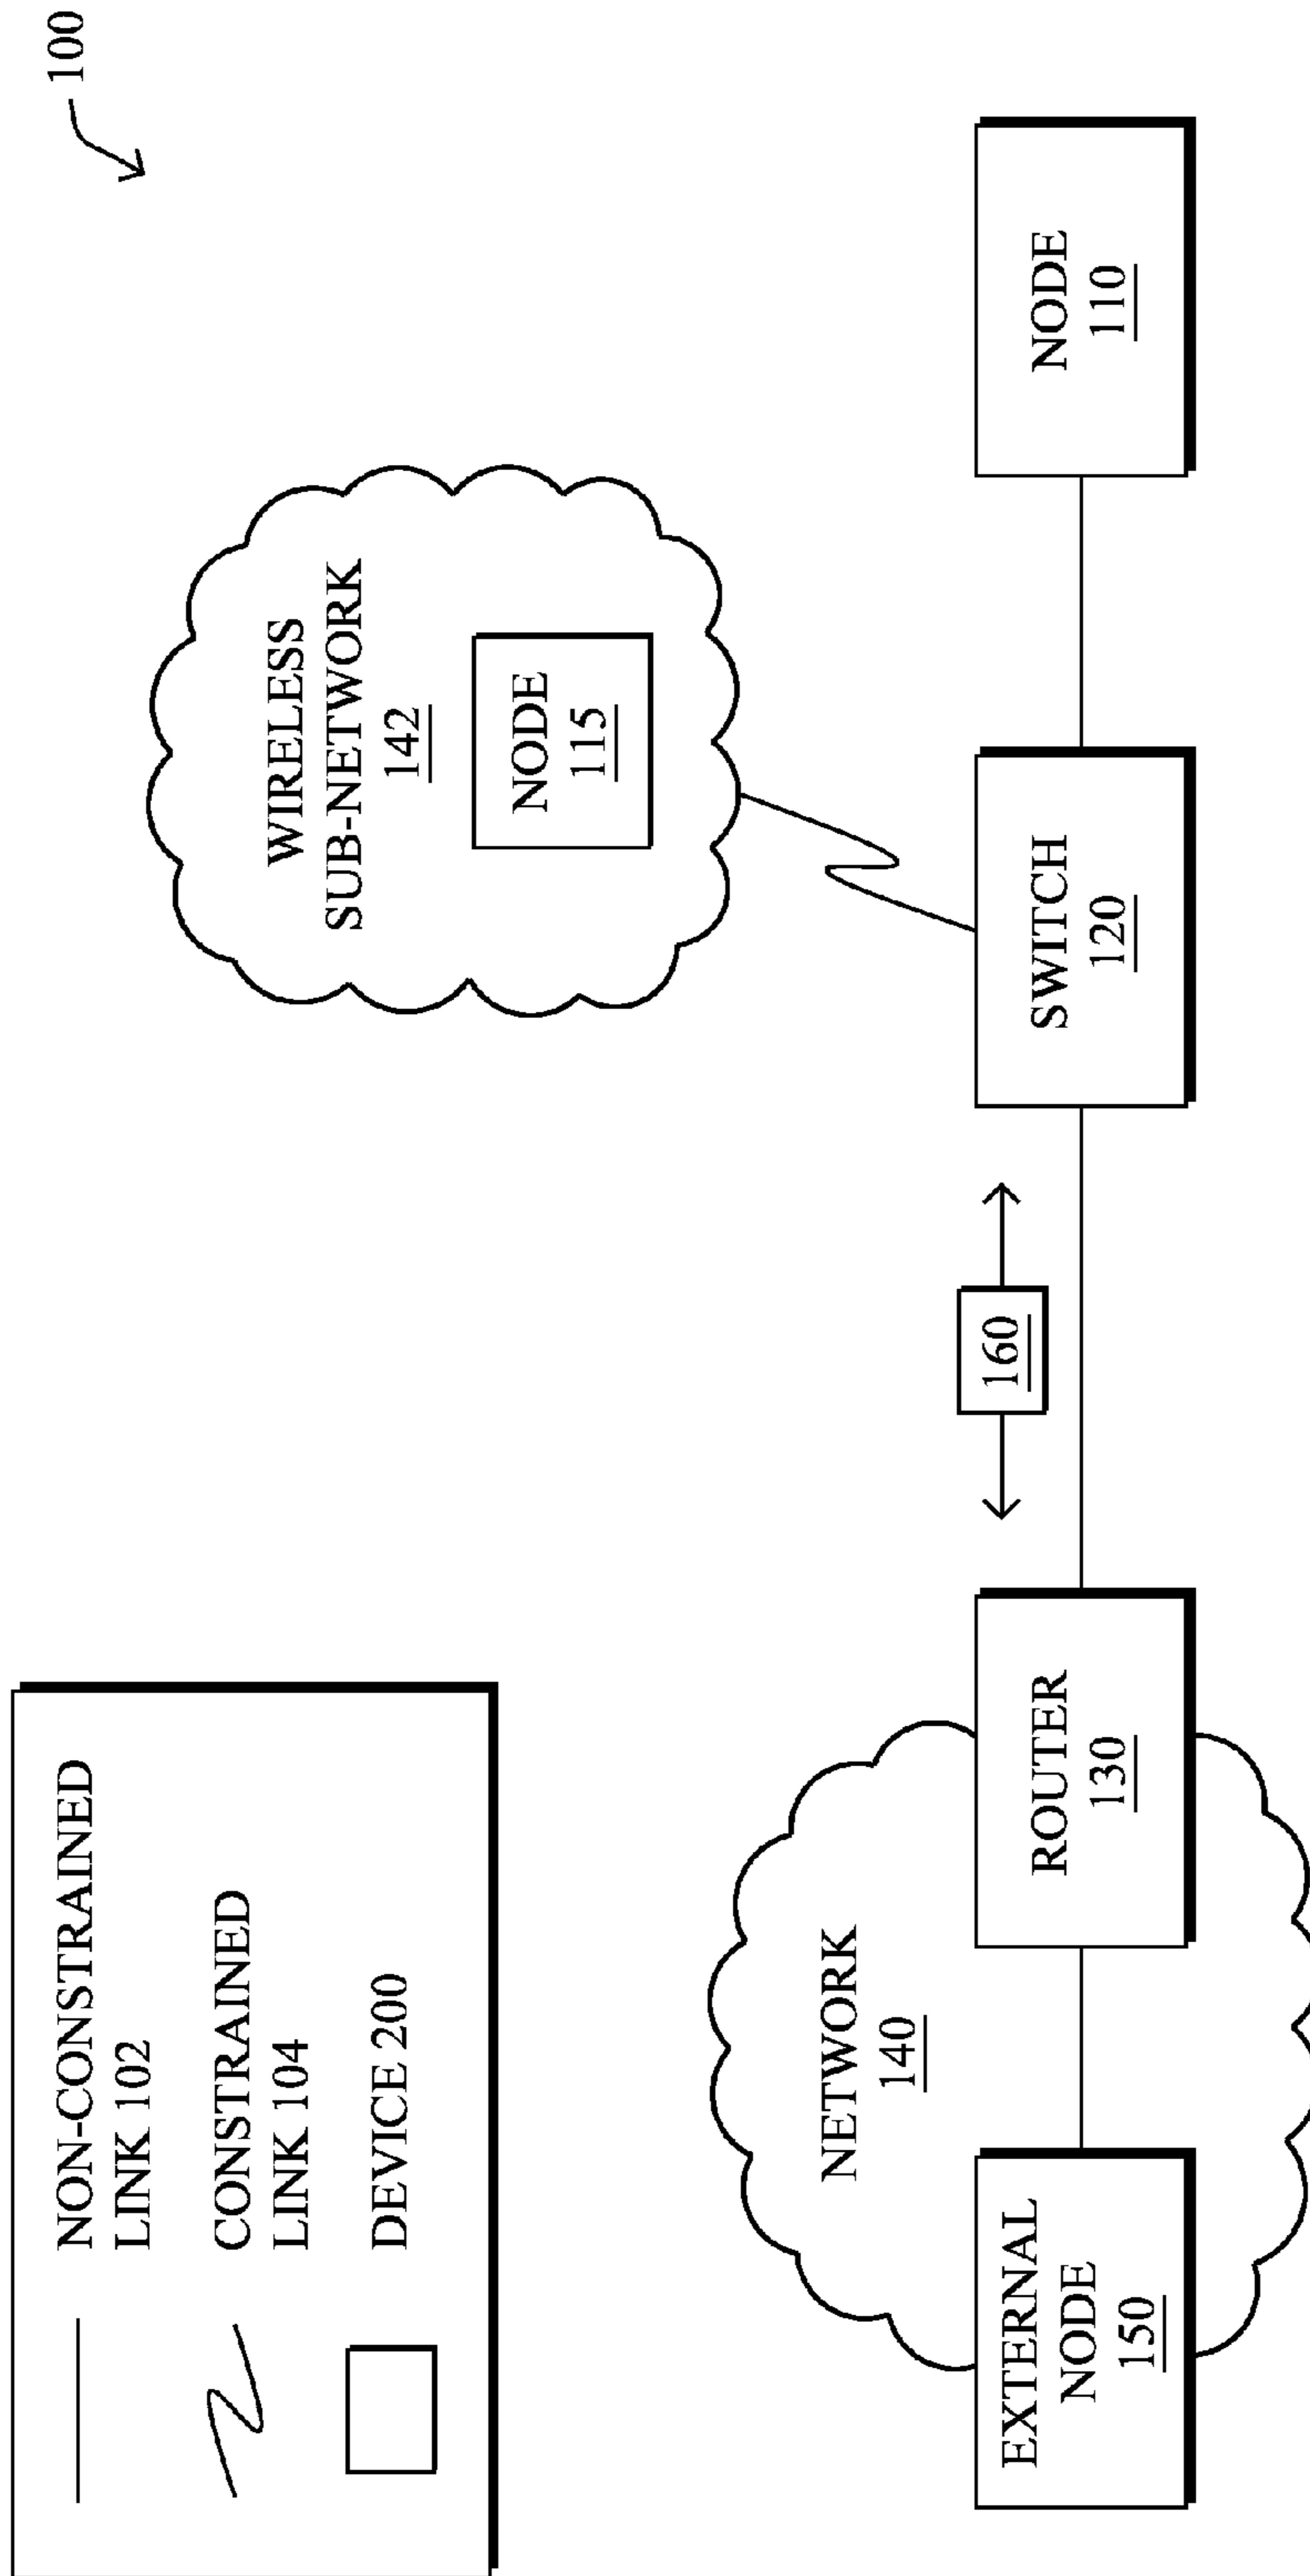 100
NON-CONSTRAINED
LINK 102
CONSTRAINED
LINK 104
DEVICE 200
WIRELESS
SUB-NETWORK
142
NODE
115
NETWORK
140
EXTERNAL
NODE
150
ROUTER
130
160
SWITCH
120
NODE
110